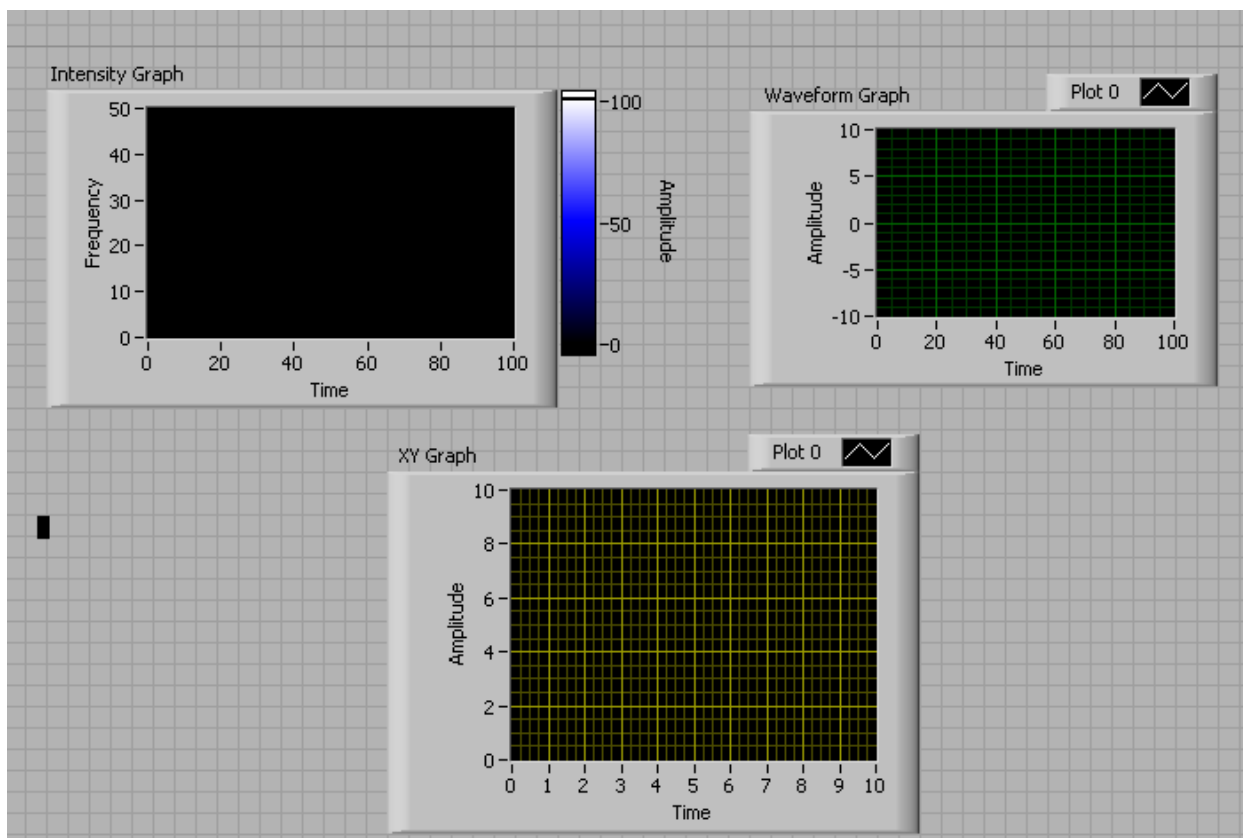 Intensity Graph
50
40
30
20
10
0
Frequency
0 20 40 60 80 100
Time
100
50
0
Amplitude
Waveform Graph
Plot 0
10
5
0
-5
-10
Amplitude
0 20 40 60 80 100
Time
XY Graph
Plot 0
10
8
6
4
2
0
Amplitude
0 1 2 3 4 5 6 7 8 9 10
Time